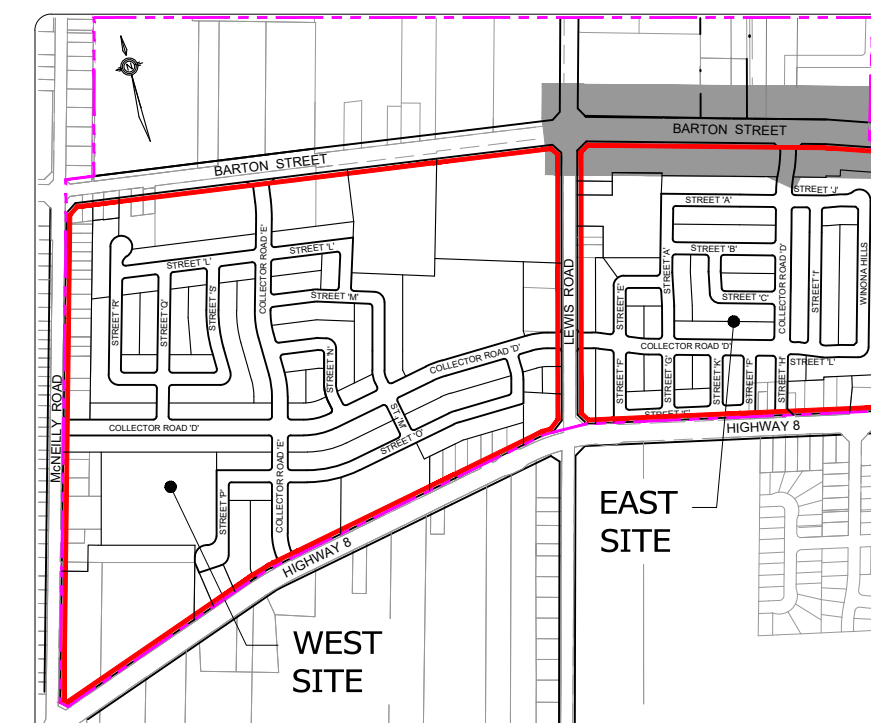 N
BARTON STREET
BARTON STREET
STREET 'J'
STREET 'A'
COLLECTOR ROAD 'E'
STREET 'L'
STREET 'L'
STREET 'A'
STREET 'B'
COLLECTOR ROAD 'D'
STREET 'I'
WINONA HILLS
STREET 'R'
STREET 'Q'
STREET 'S'
STREET 'M'
LEWIS ROAD
STREET 'E'
STREET 'C'
STREET 'N'
COLLECTOR ROAD 'D'
COLLECTOR ROAD 'D'
STREET 'L'
STREET 'F'
STREET 'G'
STREET 'K'
STREET 'P'
STREET 'H'
McNEILLY ROAD
COLLECTOR ROAD 'D'
ST. 'M'
STREET 'O'
HIGHWAY 8
COLLECTOR ROAD 'E'
STREET 'P'
EAST
SITE
HIGHWAY 8
WEST
SITE